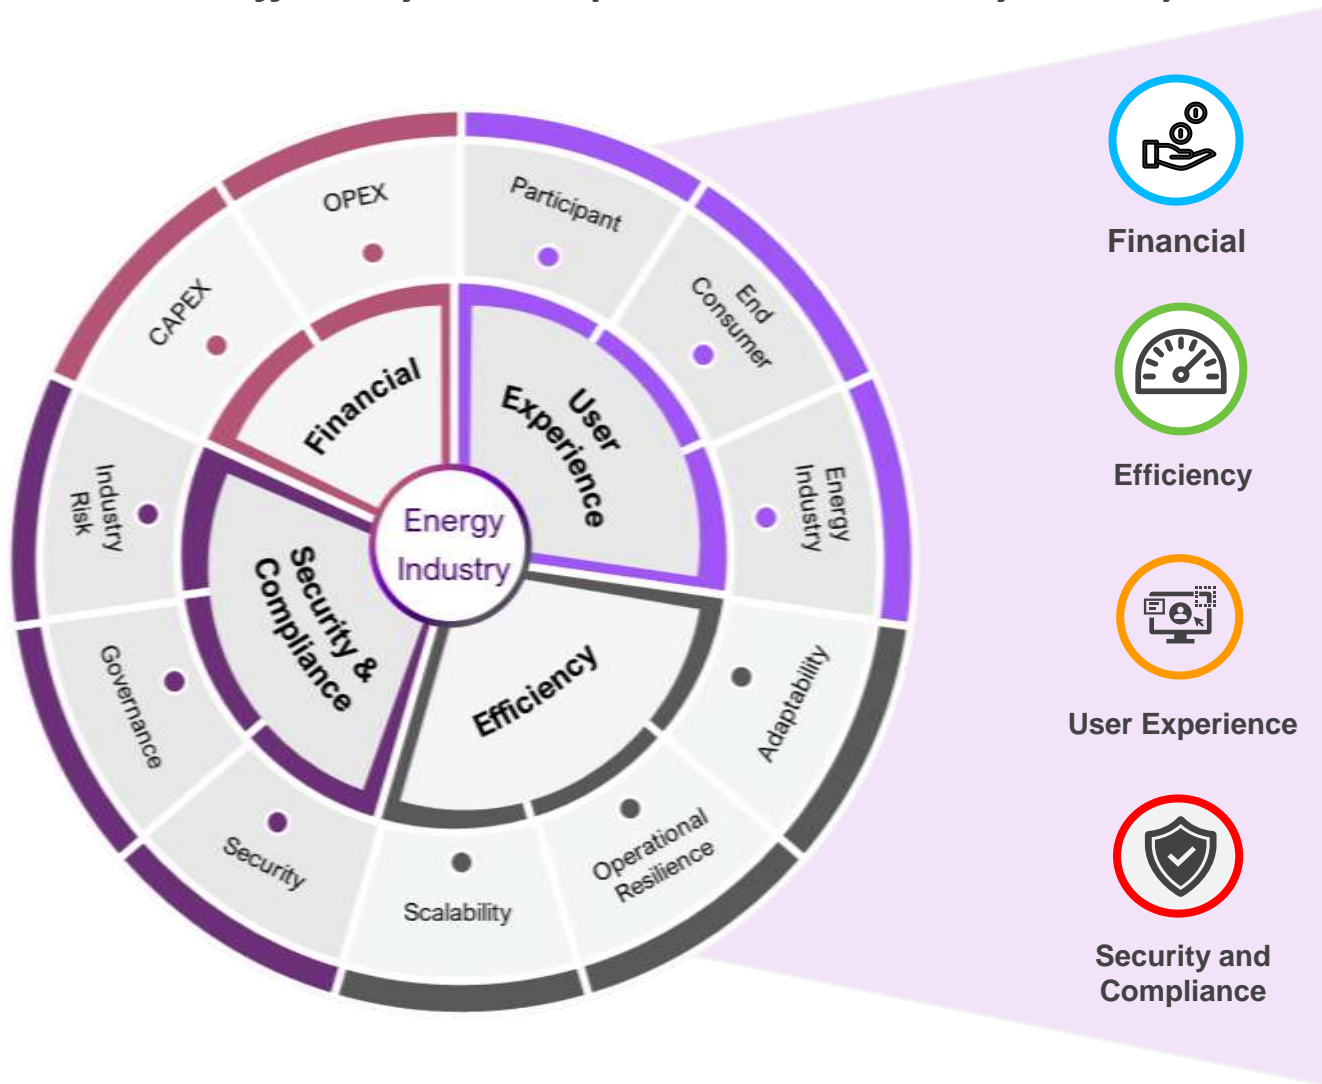 OPEX
Participant
End
Consumer
CAPEX
Financial
User
Experience
Energy
Industry
Industry
Risk
Energy
Industry
Security &
Compliance
Efficiency
Governance
Adaptability
Security
Scalability
Operational
Resilience
Financial
Efficiency
User Experience
Security and
Compliance